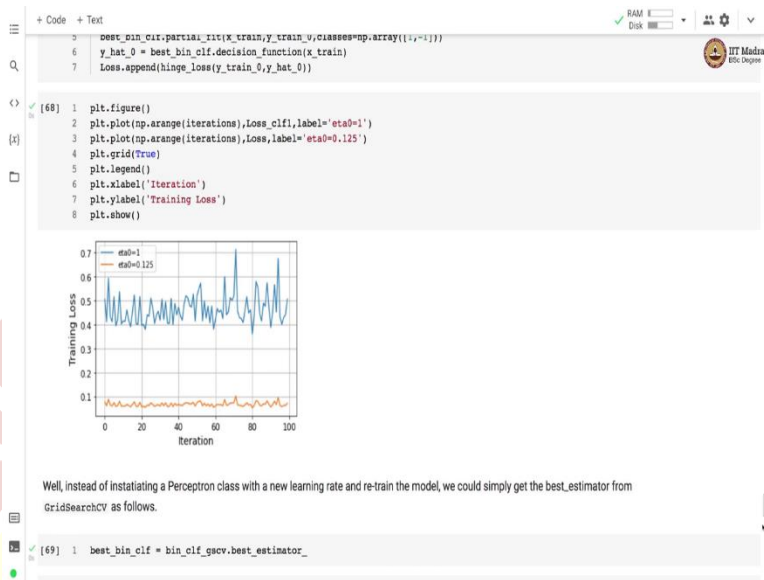 + Code + Text
RAM
Disk
5 best_bin_clf.partial_fit(x_train,y_train_0,classes=np.array([1,-1]))
6 y_hat_0 = best_bin_clf.decision_function(x_train)
7 Loss.append(hinge_loss(y_train_0,y_hat_0))
IIT Madra
BSc Degree
[68] 1 plt.figure()
2 plt.plot(np.arange(iterations),Loss_clf1,label='eta0=1')
3 plt.plot(np.arange(iterations),Loss,label='eta0=0.125')
4 plt.grid(True)
5 plt.legend()
6 plt.xlabel('Iteration')
7 plt.ylabel('Training Loss')
8 plt.show()
eta0=1
eta0=0.125
0.7
0.6
0.5
0.4
0.3
0.2
0.1
Training Loss
0 20 40 60 80 100
Iteration
Well, instead of instatiating a Perceptron class with a new learning rate and re-train the model, we could simply get the best_estimator from
GridSearchCV as follows.
[69] 1 best_bin_clf = bin_clf_gscv.best_estimator_